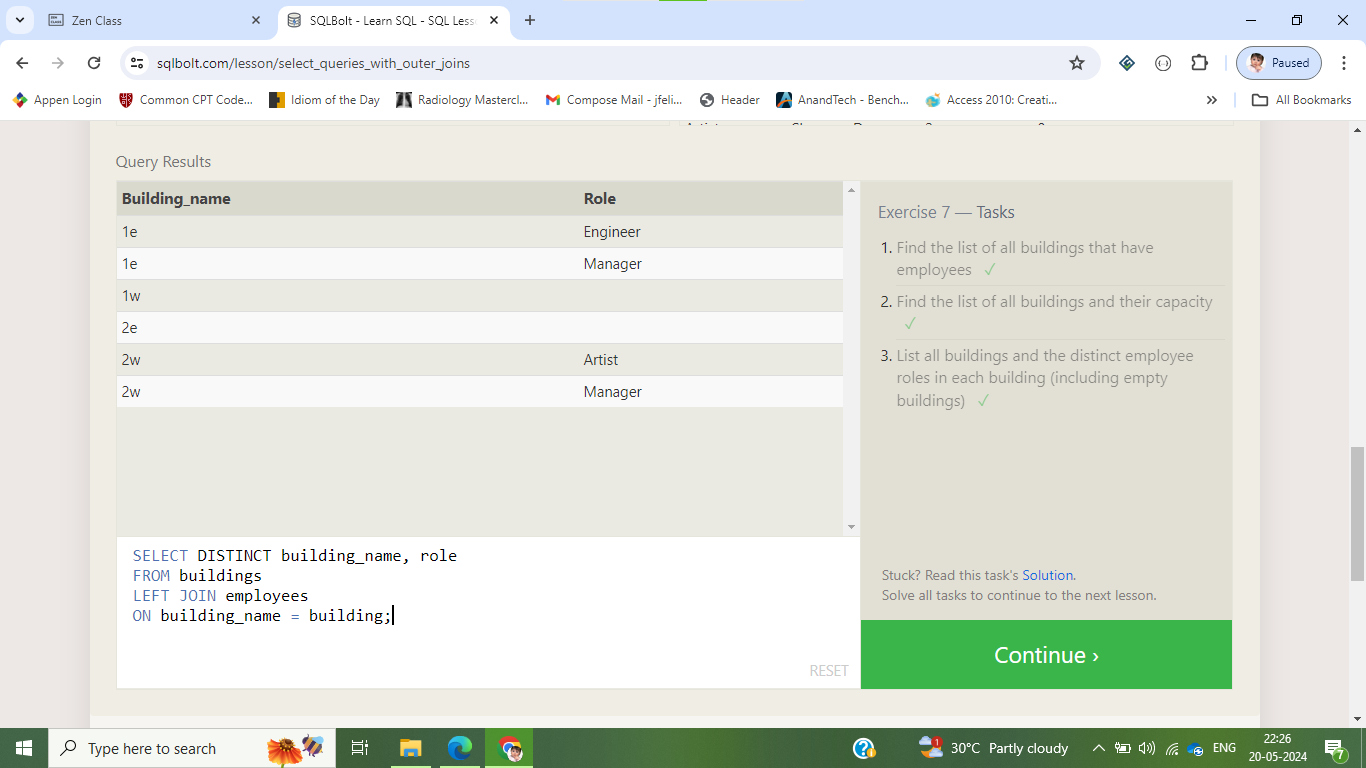 Zen Class
SQLBolt - Learn SQL - SQL Less
sqlbolt.com/lesson/select_queries_with_outer_joins
Paused
Appen Login
Common CPT Code...
Idiom of the Day
Radiology Mastercl...
Compose Mail - jfeli...
Header
AnandTech - Bench...
Access 2010: Creati...
»
All Bookmarks
Query Results
Building_name Role
1e Engineer
1e Manager
1w
2e
2w Artist
2w Manager
Exercise 7 — Tasks
1. Find the list of all buildings that have
employees ✓
2. Find the list of all buildings and their capacity
✓
3. List all buildings and the distinct employee
roles in each building (including empty
buildings) ✓
SELECT DISTINCT building_name, role
FROM buildings
LEFT JOIN employees
ON building_name = building;
RESET
Stuck? Read this task's Solution.
Solve all tasks to continue to the next lesson.
Continue ›
Type here to search
1
30°C Partly cloudy
ENG
22:26
20-05-2024
7